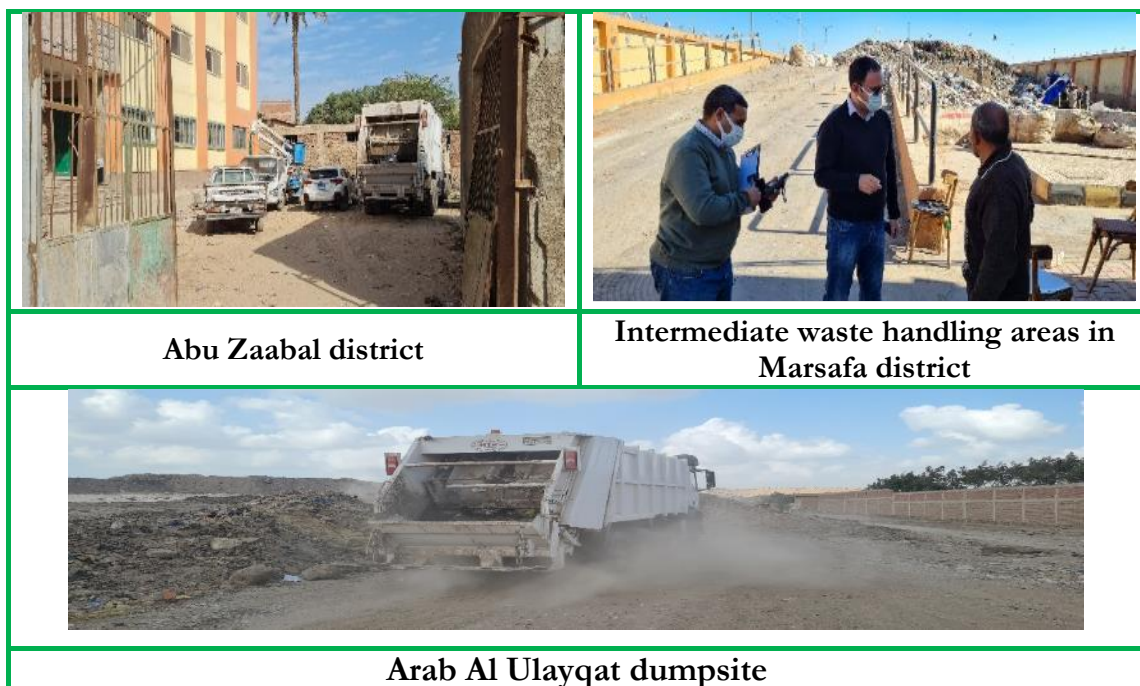 Abu Zaabal district
Intermediate waste handling areas in
Marsafa district
Arab Al Ulayqat dumpsite